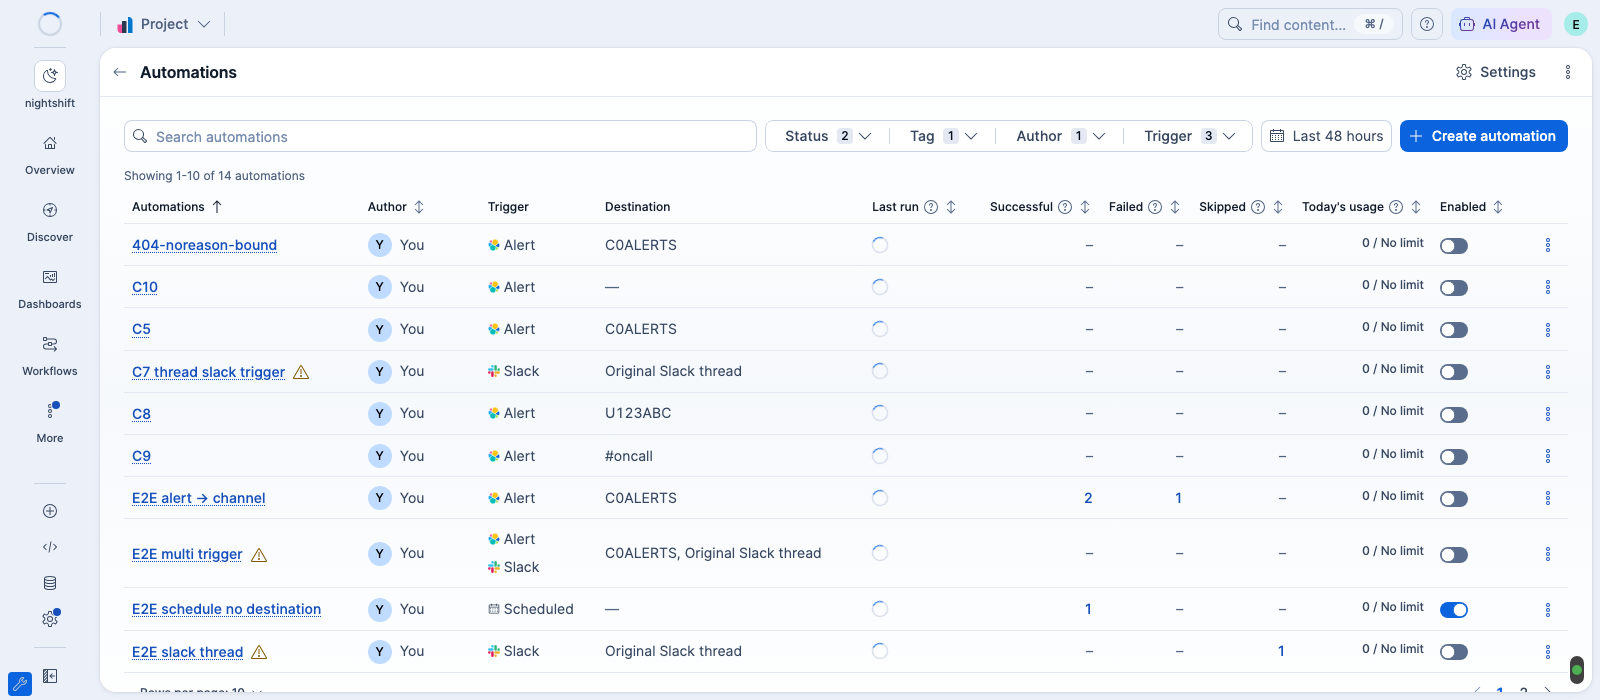 Project
Find content... ⌘ /
AI Agent
E
nightshift
Overview
Discover
Dashboards
Workflows
More
Automations
Settings
Search automations
Status 2
Tag 1
Author 1
Trigger 3
Last 48 hours
Create automation
Showing 1-10 of 14 automations
Automations Author Trigger Destination Last run Successful Failed Skipped Today's usage Enabled
404-noreason-bound Y You Alert C0ALERTS – – – 0 / No limit
C10 Y You Alert — – – – 0 / No limit
C5 Y You Alert C0ALERTS – – – 0 / No limit
C7 thread slack trigger Y You Slack Original Slack thread – – – 0 / No limit
C8 Y You Alert U123ABC – – – 0 / No limit
C9 Y You Alert #oncall – – – 0 / No limit
E2E alert → channel Y You Alert C0ALERTS 2 1 – 0 / No limit
E2E multi trigger Y You Alert Slack C0ALERTS, Original Slack thread – – – 0 / No limit
E2E schedule no destination Y You Scheduled — 1 – – 0 / No limit
E2E slack thread Y You Slack Original Slack thread – – 1 0 / No limit
Rows per page: 10 1 2